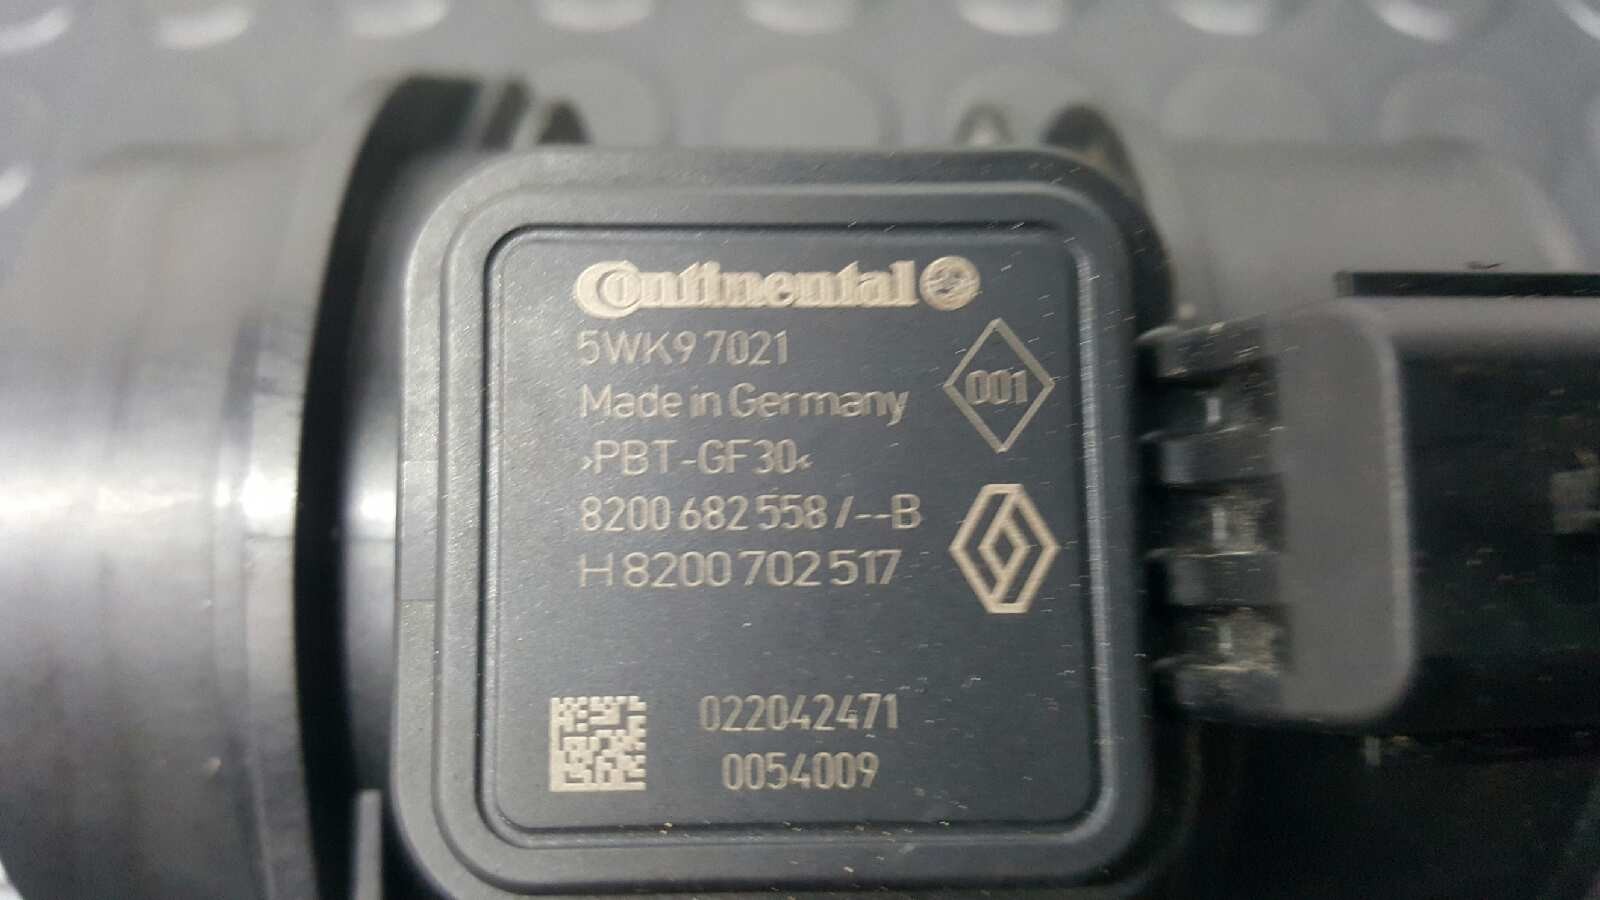 Continental
5WK9 7021
Made in Germany
001
>PBT-GF30<
8200 682 558 / --B
H 8200 702 517
022042471
0054009